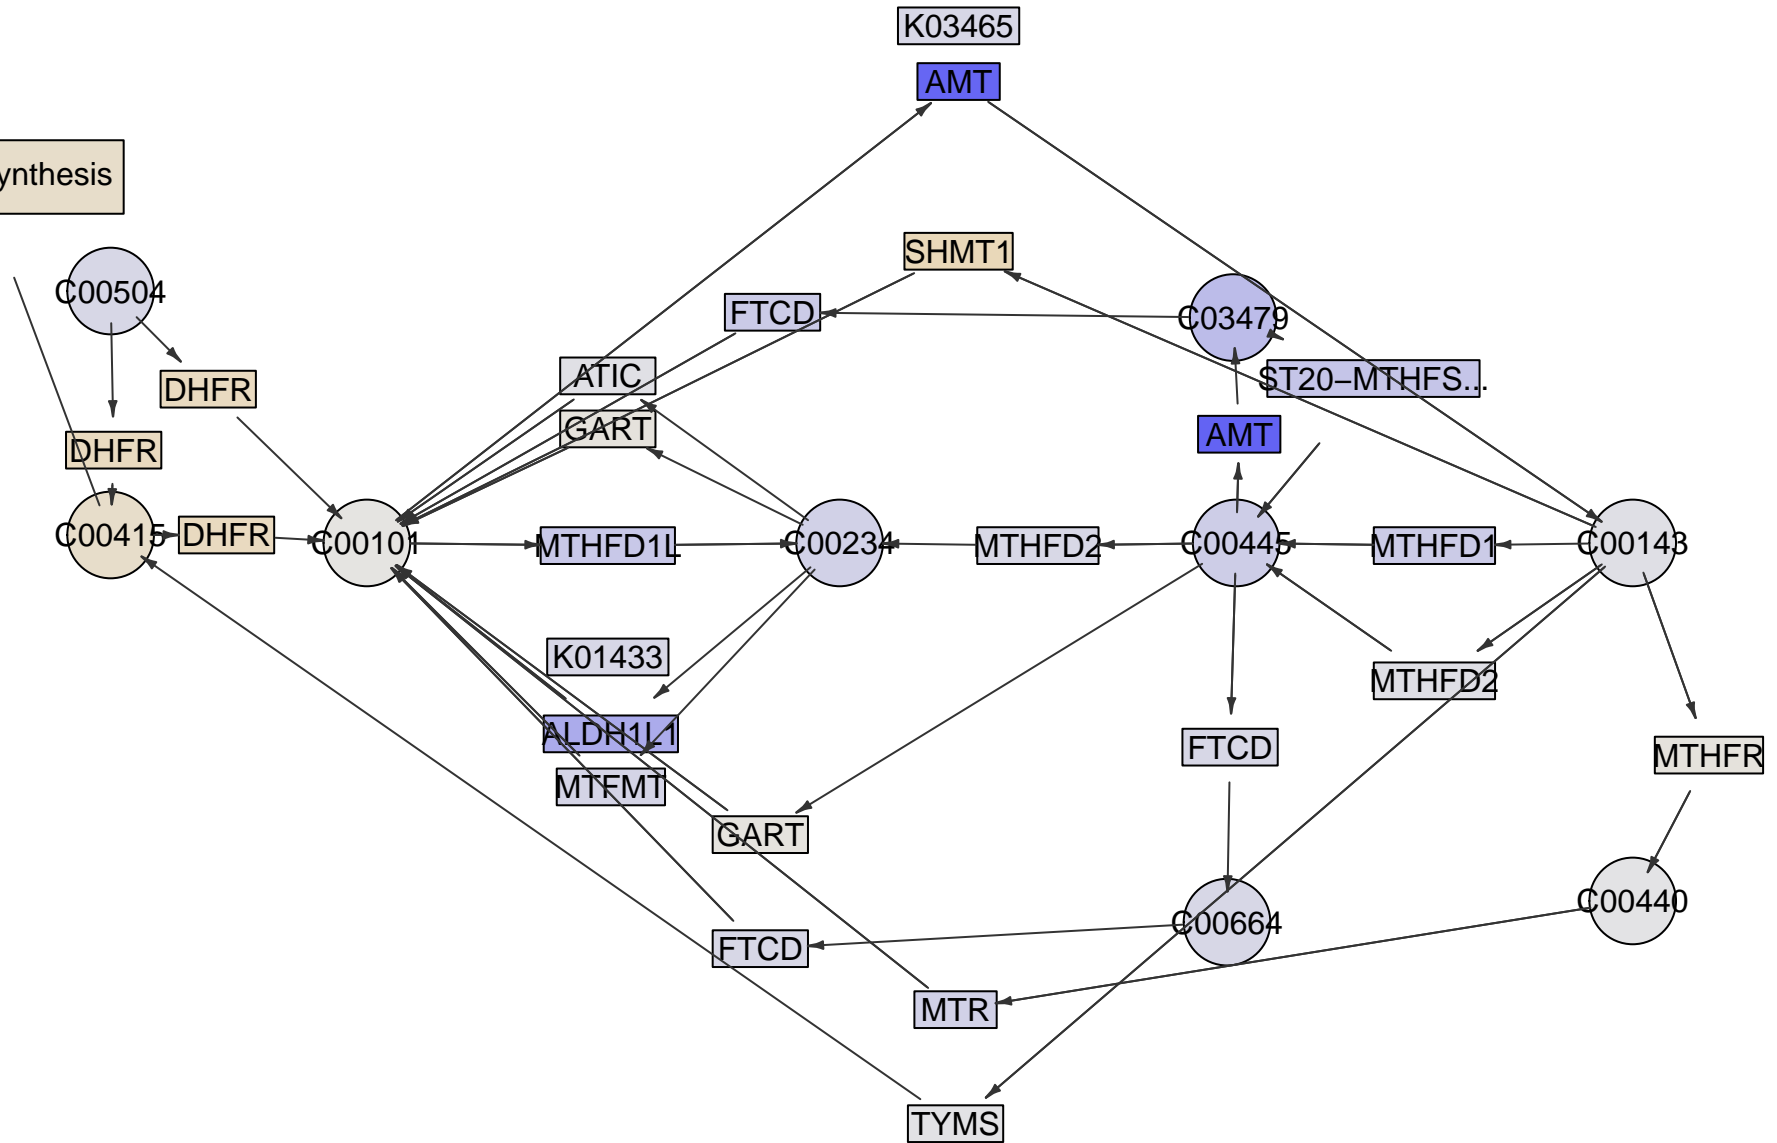 K03465
AMT
ynthesis
SHMT1
C00504
FTCD
C03479
ATIC
ST20−MTHFS...
DHFR
GART
AMT
DHFR
C00415
DHFR
C00101
MTHFD1L
C00234
MTHFD2
C00445
MTHFD1
C00143
K01433
MTHFD2
ALDH1L1
FTCD
MTHFR
MTFMT
GART
C00440
C00664
FTCD
MTR
TYMS